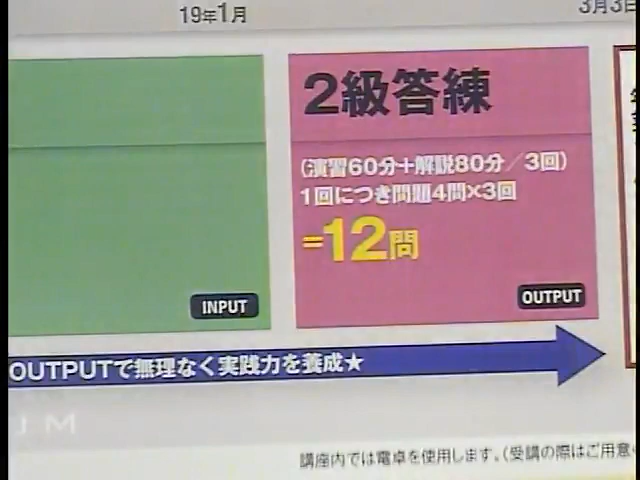 19年1月
3月3日
2級答練
(演習60分+解説80分/3回)
1回につき問題4問×3回
=12問
INPUT
OUTPUT
OUTPUTで無理なく実践力を養成★
講座内では電卓を使用します。(受講の際はご用意